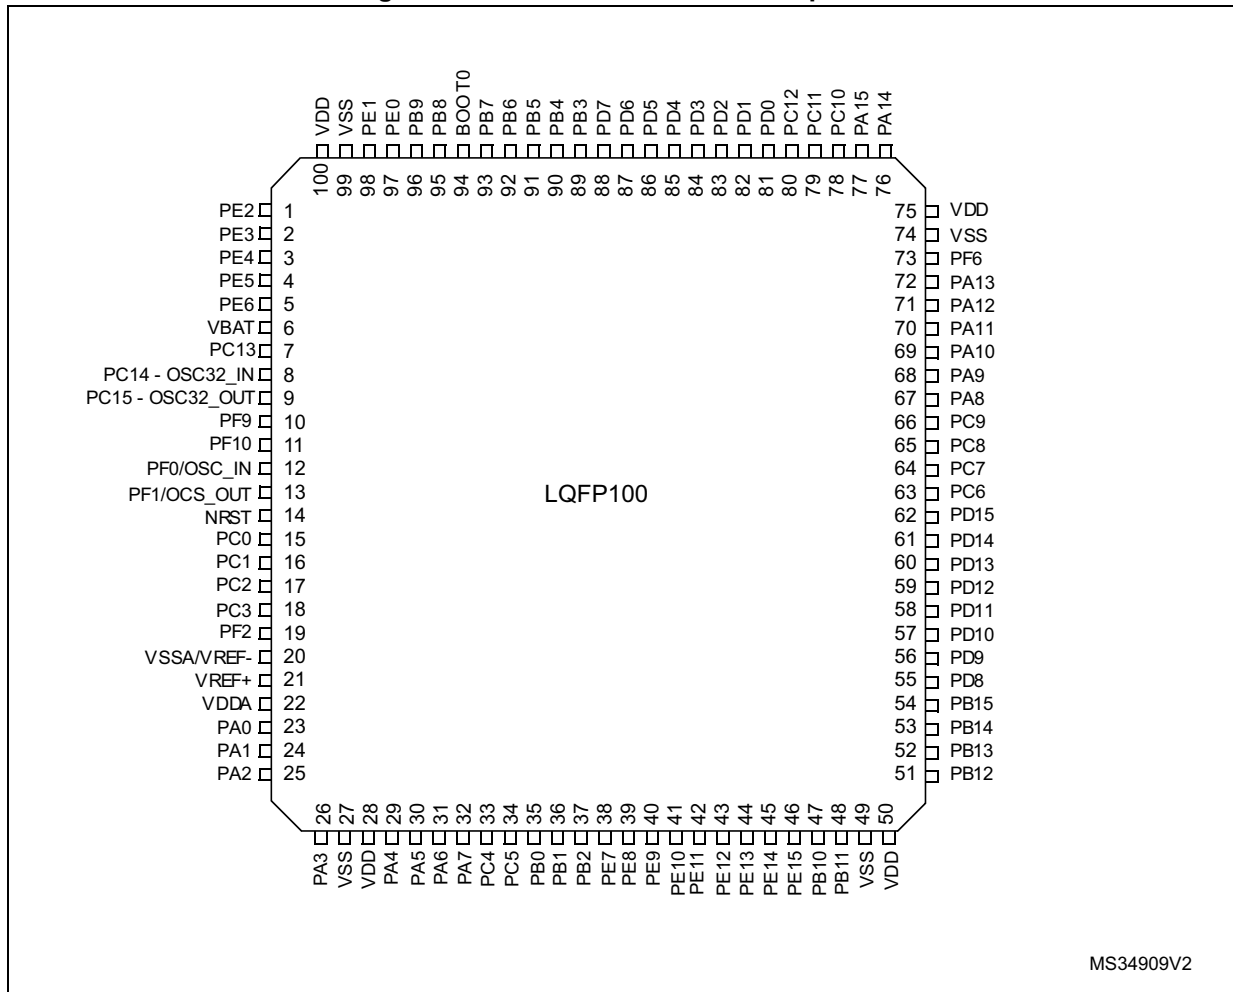 VDD
VSS
PE1
PE0
PB9
PB8
BOOT0
PB7
PB6
PB5
PB4
PB3
PD7
PD6
PD5
PD4
PD3
PD2
PD1
PD0
PC12
PC11
PC10
PA15
PA14
100
99
98
97
96
95
94
93
92
91
90
89
88
87
86
85
84
83
82
81
80
79
78
77
76
PE2 1
PE3 2
PE4 3
PE5 4
PE6 5
VBAT 6
PC13 7
PC14 - OSC32_IN 8
PC15 - OSC32_OUT 9
PF9 10
PF10 11
PF0/OSC_IN 12
PF1/OCS_OUT 13
NRST 14
PC0 15
PC1 16
PC2 17
PC3 18
PF2 19
VSSA/VREF- 20
VREF+ 21
VDDA 22
PA0 23
PA1 24
PA2 25
LQFP100
75 VDD
74 VSS
73 PF6
72 PA13
71 PA12
70 PA11
69 PA10
68 PA9
67 PA8
66 PC9
65 PC8
64 PC7
63 PC6
62 PD15
61 PD14
60 PD13
59 PD12
58 PD11
57 PD10
56 PD9
55 PD8
54 PB15
53 PB14
52 PB13
51 PB12
26
27
28
29
30
31
32
33
34
35
36
37
38
39
40
41
42
43
44
45
46
47
48
49
50
PA3
VSS
VDD
PA4
PA5
PA6
PA7
PC4
PC5
PB0
PB1
PB2
PE7
PE8
PE9
PE10
PE11
PE12
PE13
PE14
PE15
PB10
PB11
VSS
VDD
MS34909V2